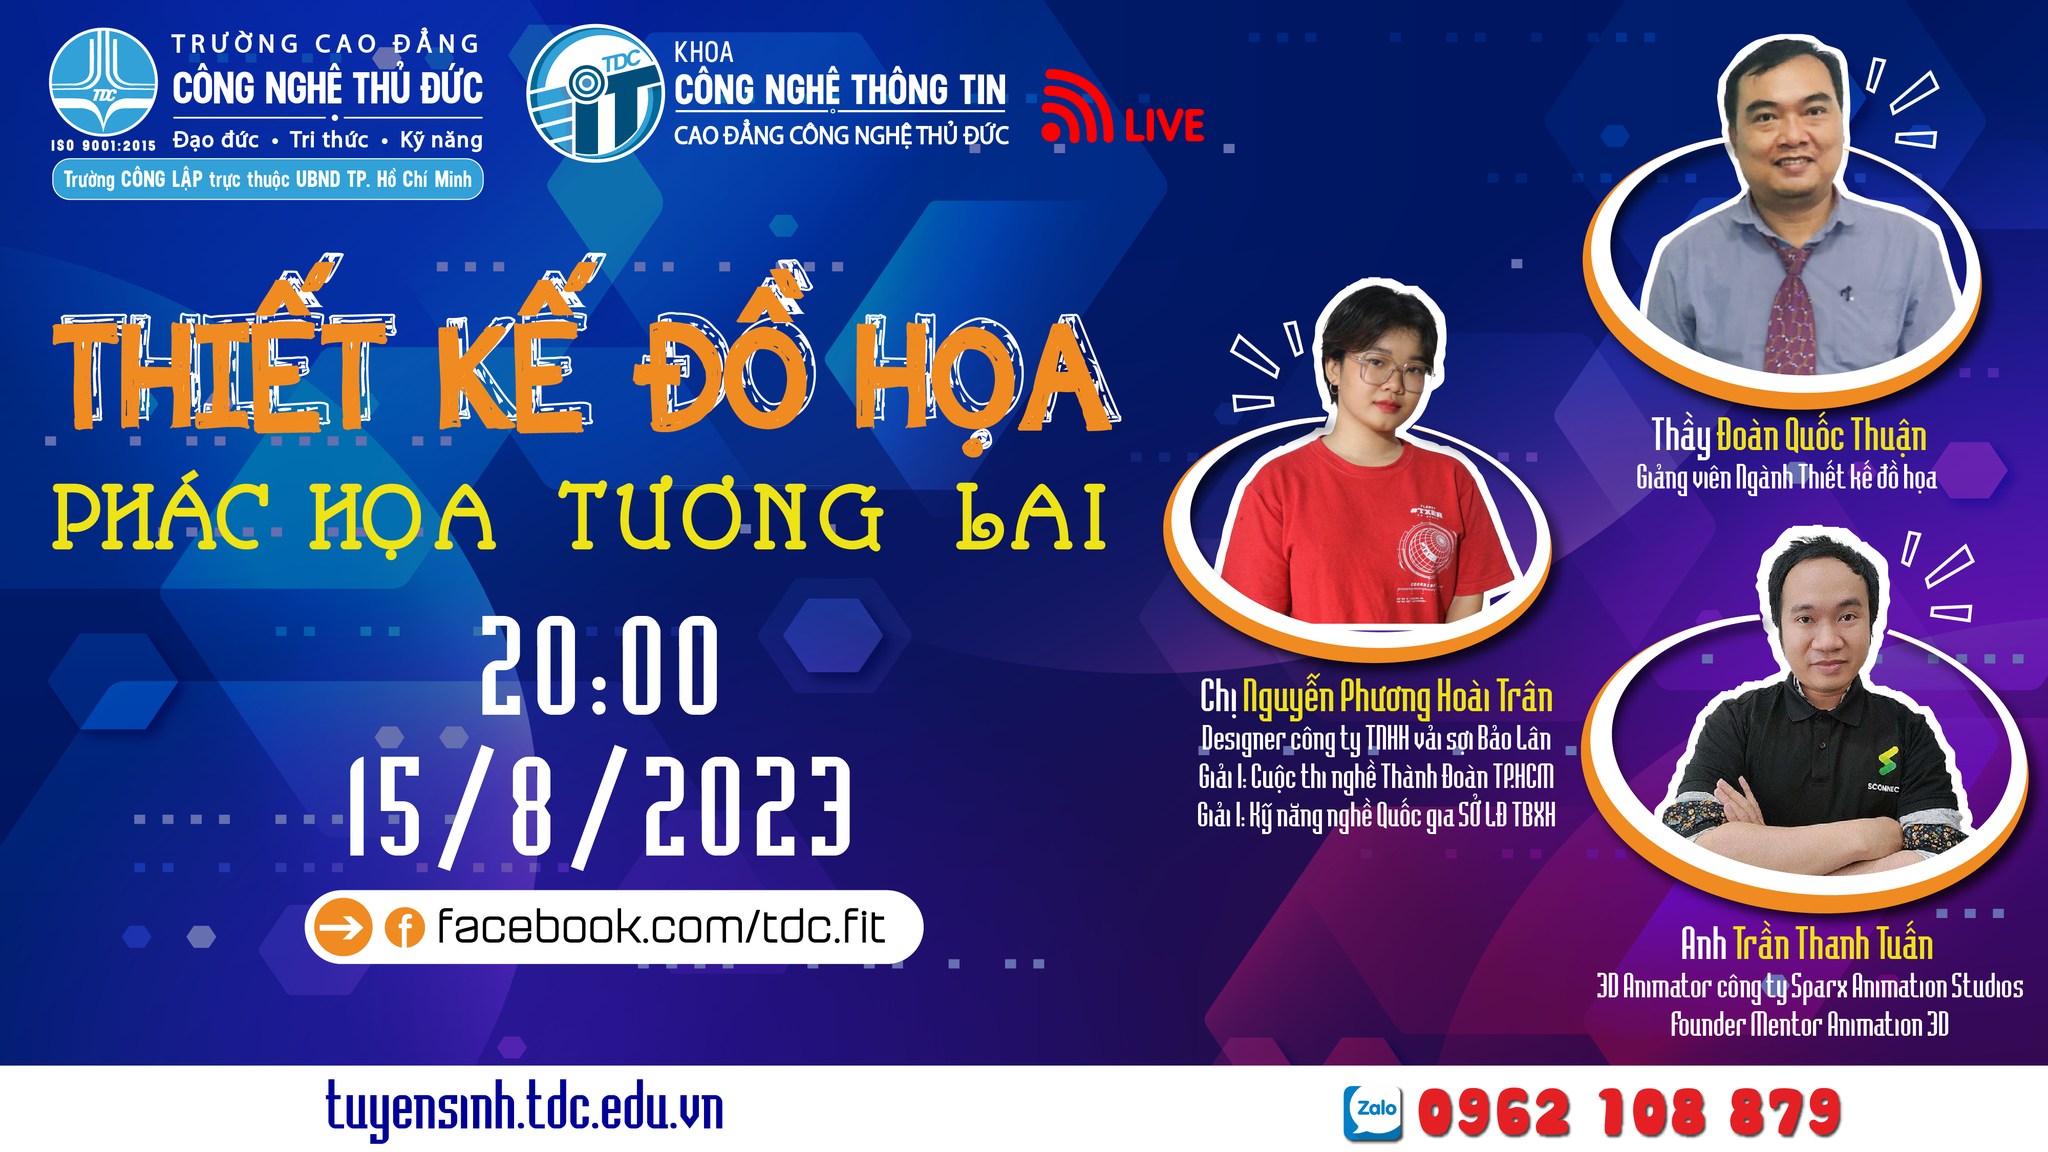 TRƯỜNG CAO ĐẲNG
CÔNG NGHỆ THỦ ĐỨC
Đạo đức • Tri thức • Kỹ năng
TDC
ISO 9001:2015
Trường CÔNG LẬP trực thuộc UBND TP. Hồ Chí Minh
TDC
iT
KHOA
CÔNG NGHỆ THÔNG TIN
CAO ĐẲNG CÔNG NGHỆ THỦ ĐỨC
LIVE
THIẾT KẾ ĐỒ HỌA
PHÁC HỌA TƯƠNG LAI
20:00
15/8/2023
facebook.com/tdc.fit
Thầy Đoàn Quốc Thuận
Giảng viên Ngành Thiết kế đồ họa
Chị Nguyễn Phương Hoài Trân
Designer công ty TNHH vải sợi Bảo Lân
Giải I: Cuộc thi nghề Thành Đoàn TP.HCM
Giải I: Kỹ năng nghề Quốc gia SỞ LĐ TBXH
SCONNEC
Anh Trần Thanh Tuấn
3D Animator công ty Sparx Animation Studios
Founder Mentor Animation 3D
tuyensinh.tdc.edu.vn
Zalo
0962 108 879